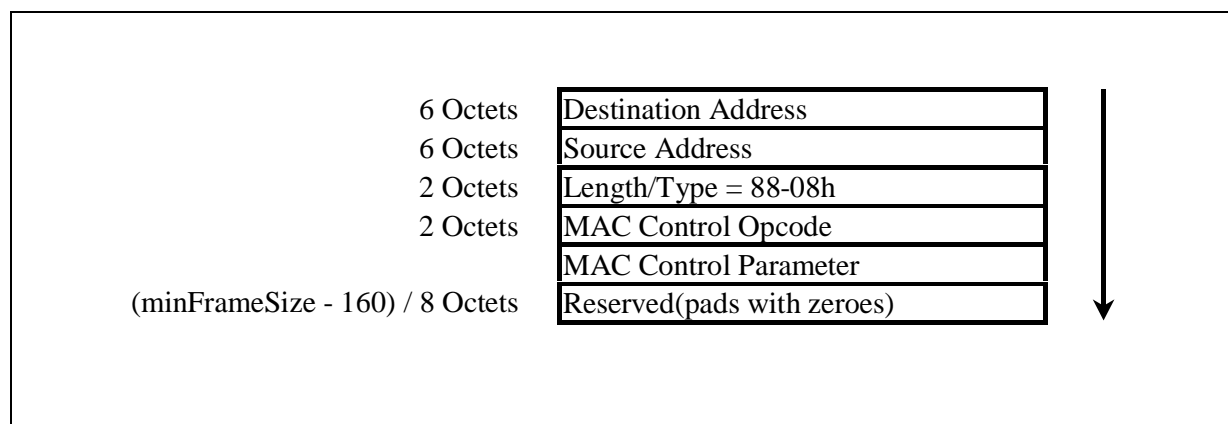 6 Octets Destination Address
6 Octets Source Address
2 Octets Length/Type = 88-08h
2 Octets MAC Control Opcode
MAC Control Parameter
(minFrameSize - 160) / 8 Octets Reserved(pads with zeroes)